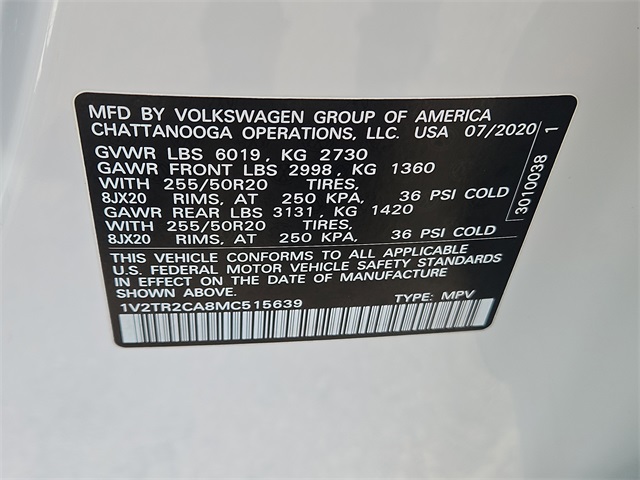 MFD BY VOLKSWAGEN GROUP OF AMERICA
CHATTANOOGA OPERATIONS, LLC. USA 07/2020
GVWR LBS 6019, KG 2730
GAWR FRONT LBS 2998, KG 1360
WITH 255/50R20 TIRES,
8JX20 RIMS, AT 250 KPA, 36 PSI COLD
GAWR REAR LBS 3131, KG 1420
WITH 255/50R20 TIRES,
8JX20 RIMS, AT 250 KPA, 36 PSI COLD
THIS VEHICLE CONFORMS TO ALL APPLICABLE
U.S. FEDERAL MOTOR VEHICLE SAFETY STANDARDS
IN EFFECT ON THE DATE OF MANUFACTURE
1V2TR2CA8MC515639 TYPE: MPV
3010038 1